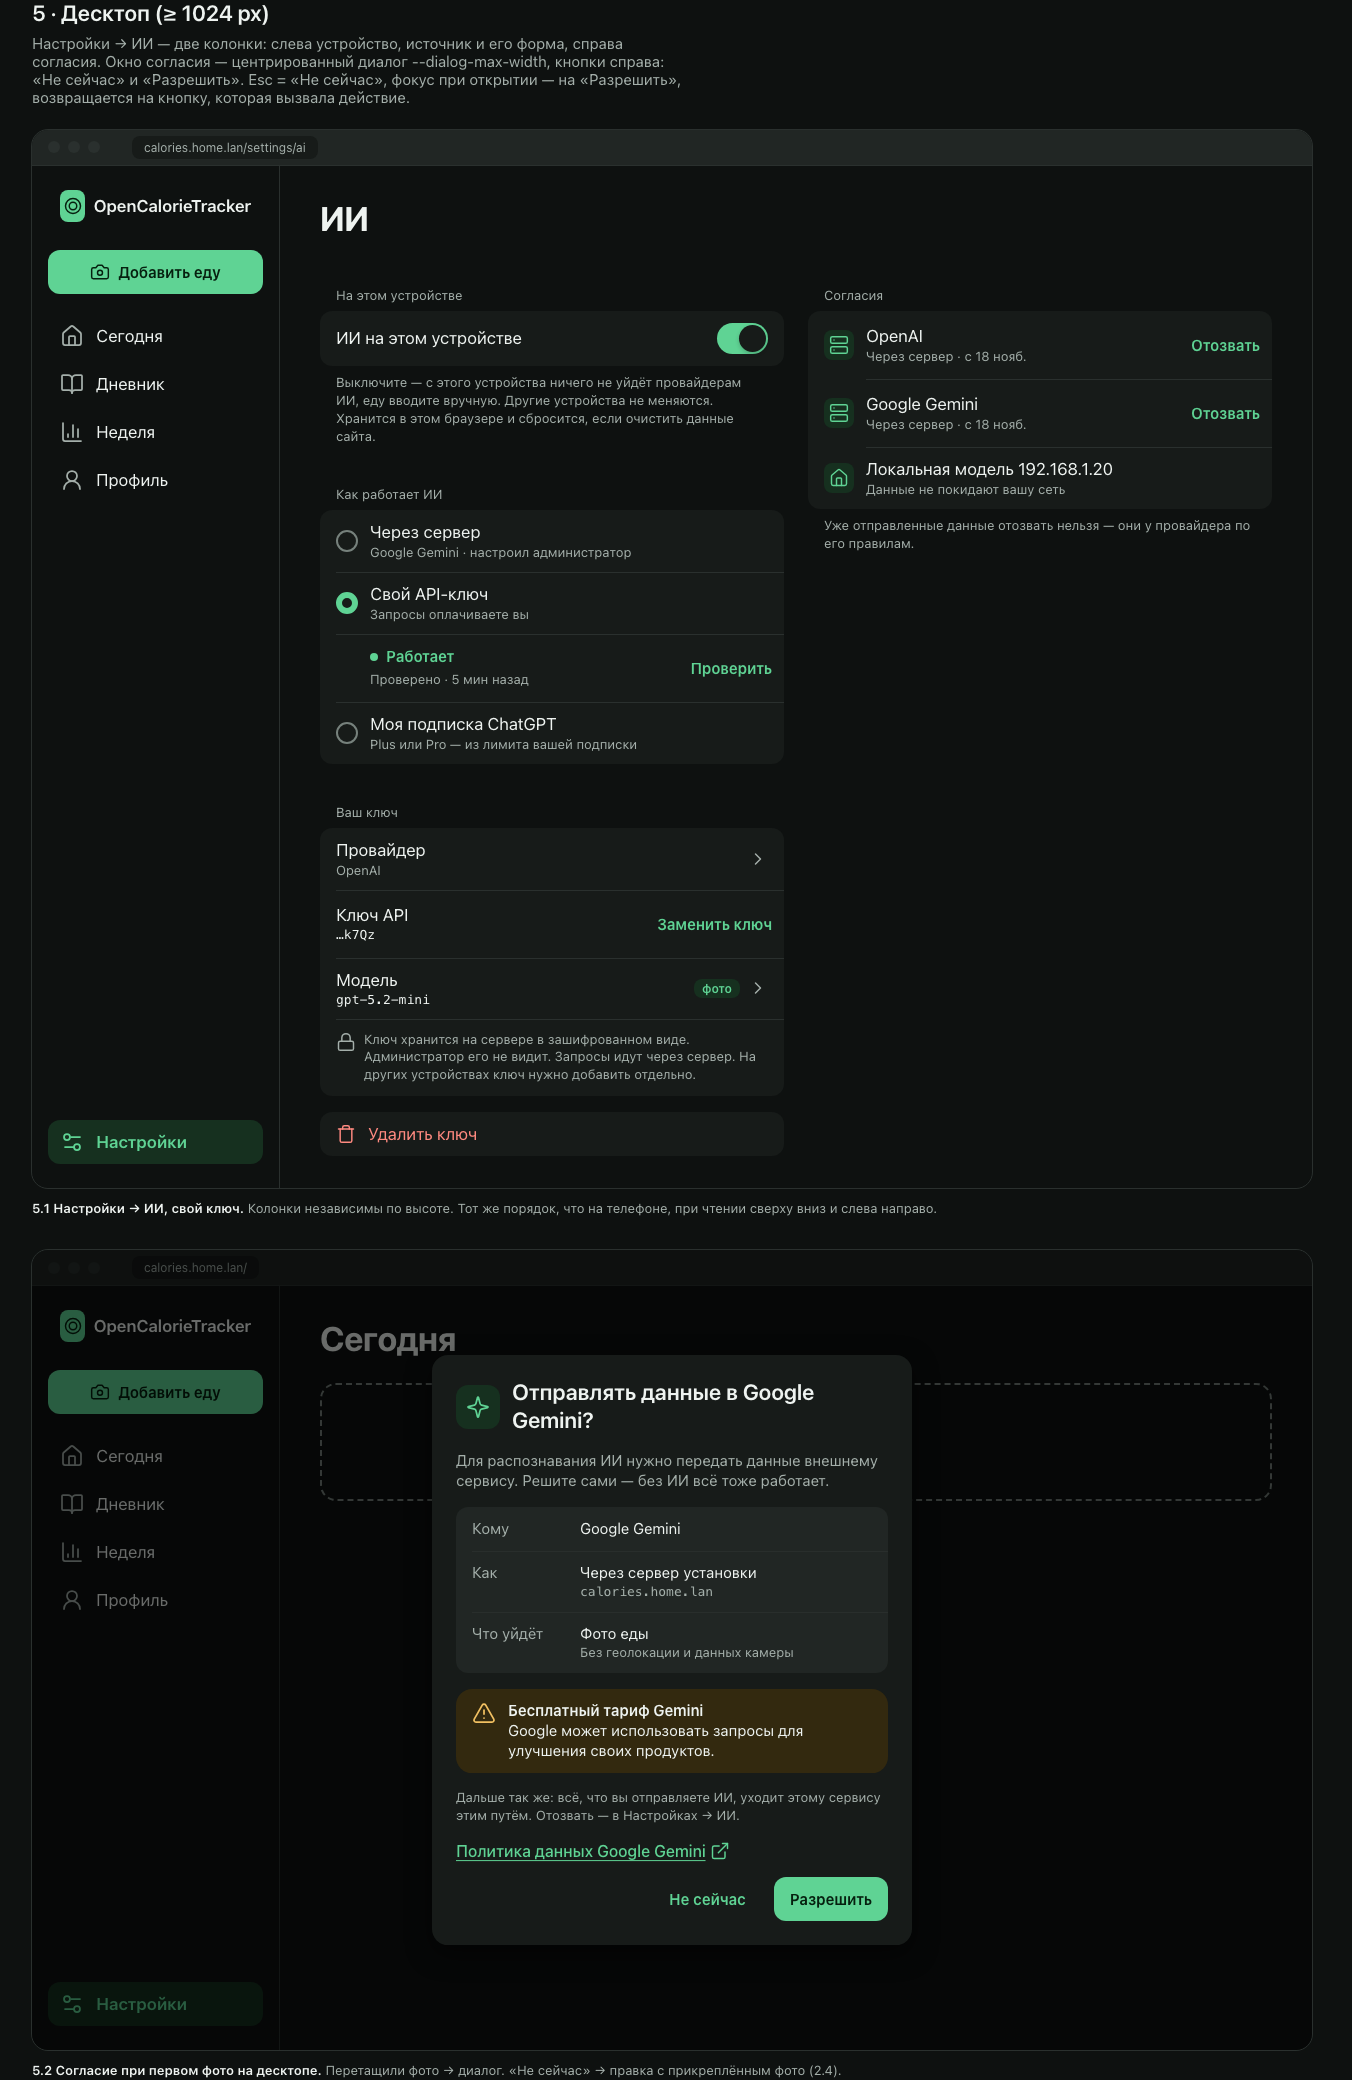 5 · Десктоп (≥ 1024 px)
Настройки → ИИ — две колонки: слева устройство, источник и его форма, справа
согласия. Окно согласия — центрированный диалог --dialog-max-width, кнопки справа:
«Не сейчас» и «Разрешить». Esc = «Не сейчас», фокус при открытии — на «Разрешить»,
возвращается на кнопку, которая вызвала действие.
calories.home.lan/settings/ai
OpenCalorieTracker
Добавить еду
Сегодня
Дневник
Неделя
Профиль
Настройки
ИИ
На этом устройстве
ИИ на этом устройстве
Выключите — с этого устройства ничего не уйдёт провайдерам
ИИ, еду вводите вручную. Другие устройства не меняются.
Хранится в этом браузере и сбросится, если очистить данные
сайта.
Как работает ИИ
Через сервер
Google Gemini · настроил администратор
Свой API-ключ
Запросы оплачиваете вы
Работает
Проверено · 5 мин назад
Проверить
Моя подписка ChatGPT
Plus или Pro — из лимита вашей подписки
Ваш ключ
Провайдер
OpenAI
Ключ API
…k7Qz
Заменить ключ
Модель
gpt-5.2-mini
фото
Ключ хранится на сервере в зашифрованном виде.
Администратор его не видит. Запросы идут через сервер. На
других устройствах ключ нужно добавить отдельно.
Удалить ключ
Согласия
OpenAI
Через сервер · с 18 нояб.
Отозвать
Google Gemini
Через сервер · с 18 нояб.
Отозвать
Локальная модель 192.168.1.20
Данные не покидают вашу сеть
Уже отправленные данные отозвать нельзя — они у провайдера по
его правилам.
5.1 Настройки → ИИ, свой ключ. Колонки независимы по высоте. Тот же порядок, что на телефоне, при чтении сверху вниз и слева направо.
calories.home.lan/
OpenCalorieTracker
Добавить еду
Сегодня
Дневник
Неделя
Профиль
Настройки
Сегодня
Отправлять данные в Google
Gemini?
Для распознавания ИИ нужно передать данные внешнему
сервису. Решите сами — без ИИ всё тоже работает.
Кому
Google Gemini
Как
Через сервер установки
calories.home.lan
Что уйдёт
Фото еды
Без геолокации и данных камеры
Бесплатный тариф Gemini
Google может использовать запросы для
улучшения своих продуктов.
Дальше так же: всё, что вы отправляете ИИ, уходит этому сервису
этим путём. Отозвать — в Настройках → ИИ.
Политика данных Google Gemini
Не сейчас
Разрешить
5.2 Согласие при первом фото на десктопе. Перетащили фото → диалог. «Не сейчас» → правка с прикреплённым фото (2.4).